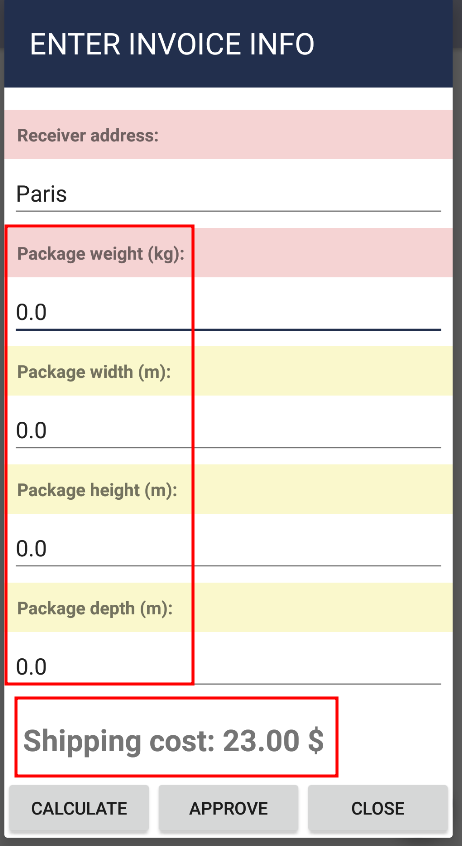 ENTER INVOICE INFO
Receiver address:
Paris
Package weight (kg):
0.0
Package width (m):
0.0
Package height (m):
0.0
Package depth (m):
0.0
Shipping cost: 23.00 $
CALCULATE APPROVE CLOSE